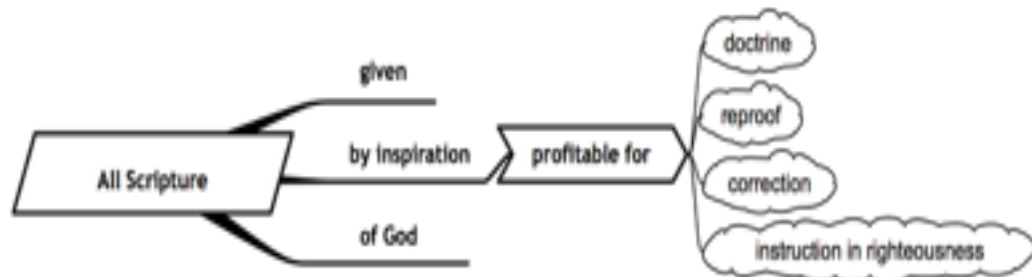 All Scripture
given
by inspiration
of God
profitable for
doctrine
reproof
correction
instruction in righteousness